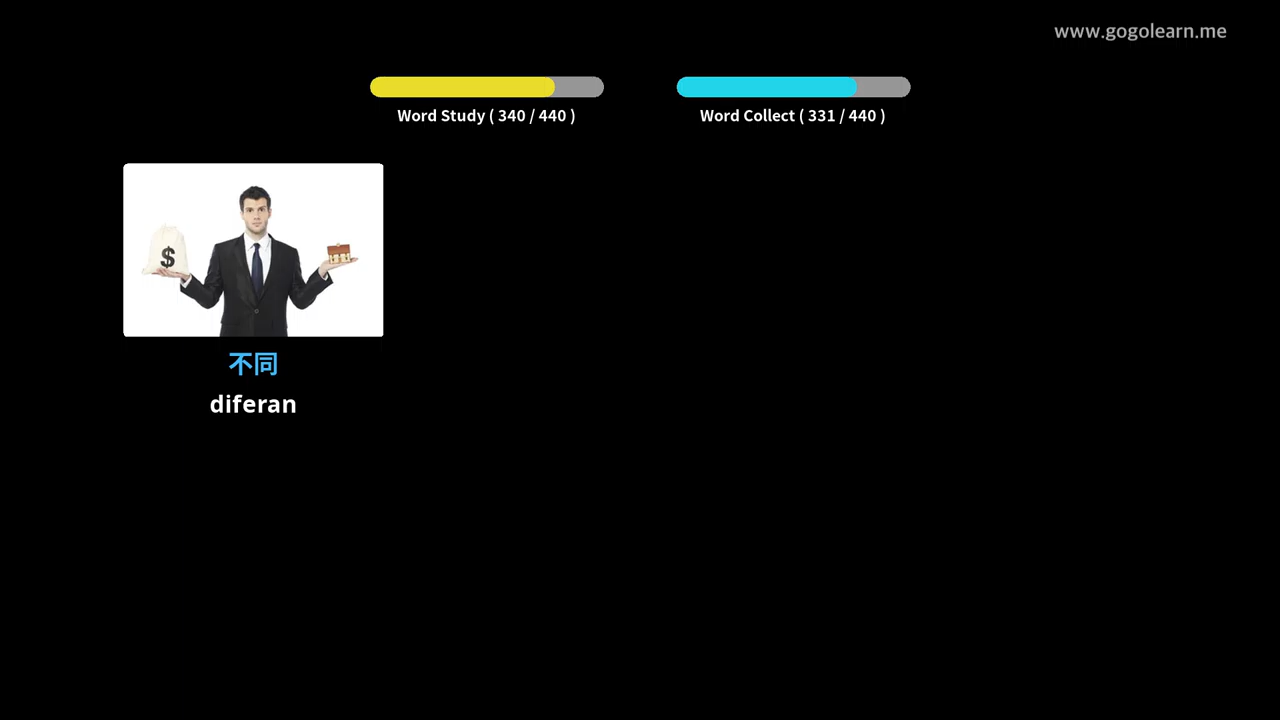 www.gogolearn.me
Word Study ( 340 / 440 )
Word Collect ( 331 / 440 )
$
不同
diferan